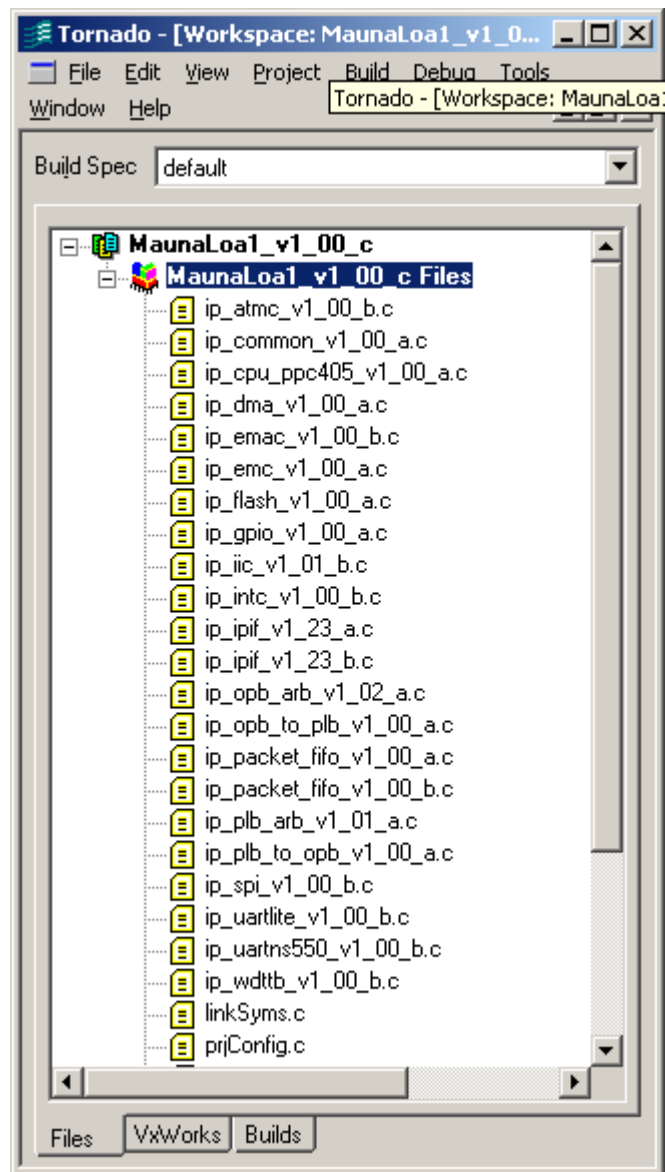 Tornado - [Workspace: MaunaLoa1_v1_0...
File Edit View Project Build Debug Tools
Tornado - [Workspace: MaunaLoa1
Window Help
Build Spec default
MaunaLoa1_v1_00_c
MaunaLoa1_v1_00_c Files
ip_atmc_v1_00_b.c
ip_common_v1_00_a.c
ip_cpu_ppc405_v1_00_a.c
ip_dma_v1_00_a.c
ip_emac_v1_00_b.c
ip_emc_v1_00_a.c
ip_flash_v1_00_a.c
ip_gpio_v1_00_a.c
ip_iic_v1_01_b.c
ip_intc_v1_00_b.c
ip_ipif_v1_23_a.c
ip_ipif_v1_23_b.c
ip_opb_arb_v1_02_a.c
ip_opb_to_plb_v1_00_a.c
ip_packet_fifo_v1_00_a.c
ip_packet_fifo_v1_00_b.c
ip_plb_arb_v1_01_a.c
ip_plb_to_opb_v1_00_a.c
ip_spi_v1_00_b.c
ip_uartlite_v1_00_b.c
ip_uartns550_v1_00_b.c
ip_wdttb_v1_00_b.c
linkSyms.c
prjConfig.c
Files VxWorks Builds